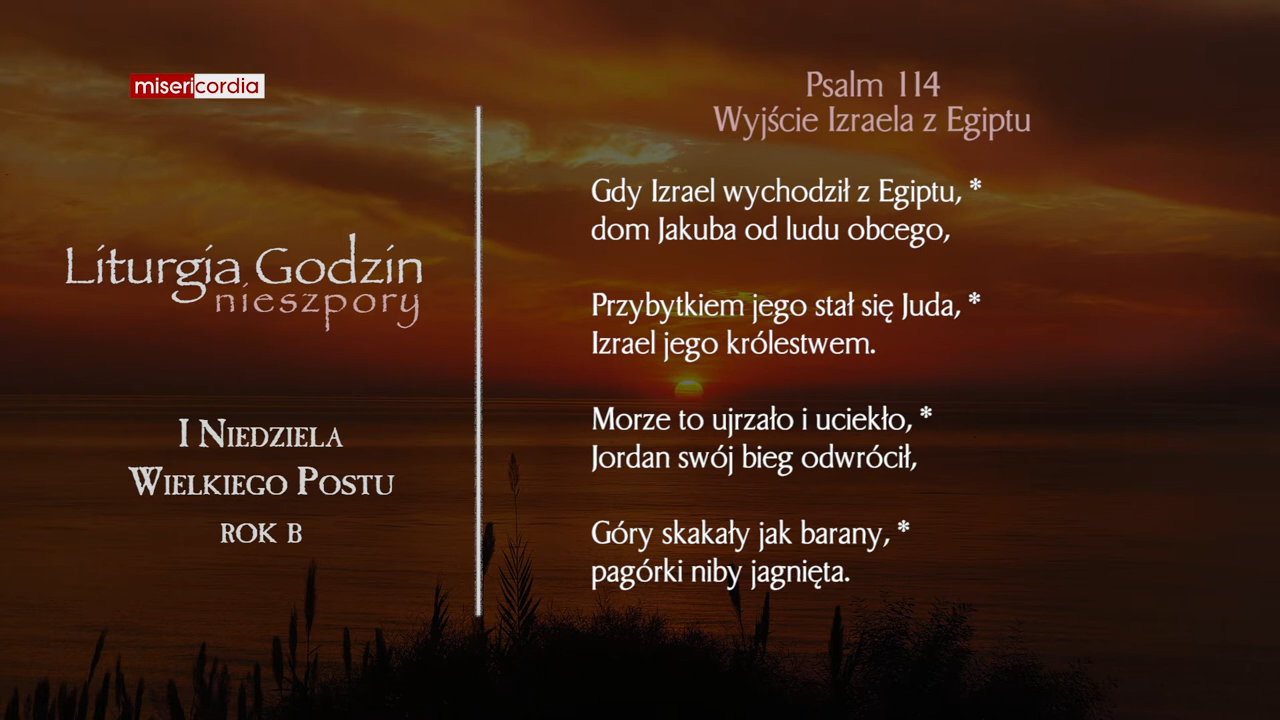 misericordia
Liturgia Godzin
nieszpory
I Niedziela
Wielkiego Postu
rok B
Psalm 114
Wyjście Izraela z Egiptu
Gdy Izrael wychodził z Egiptu, *
dom Jakuba od ludu obcego,
Przybytkiem jego stał się Juda, *
Izrael jego królestwem.
Morze to ujrzało i uciekło, *
Jordan swój bieg odwrócił,
Góry skakały jak barany, *
pagórki niby jagnięta.